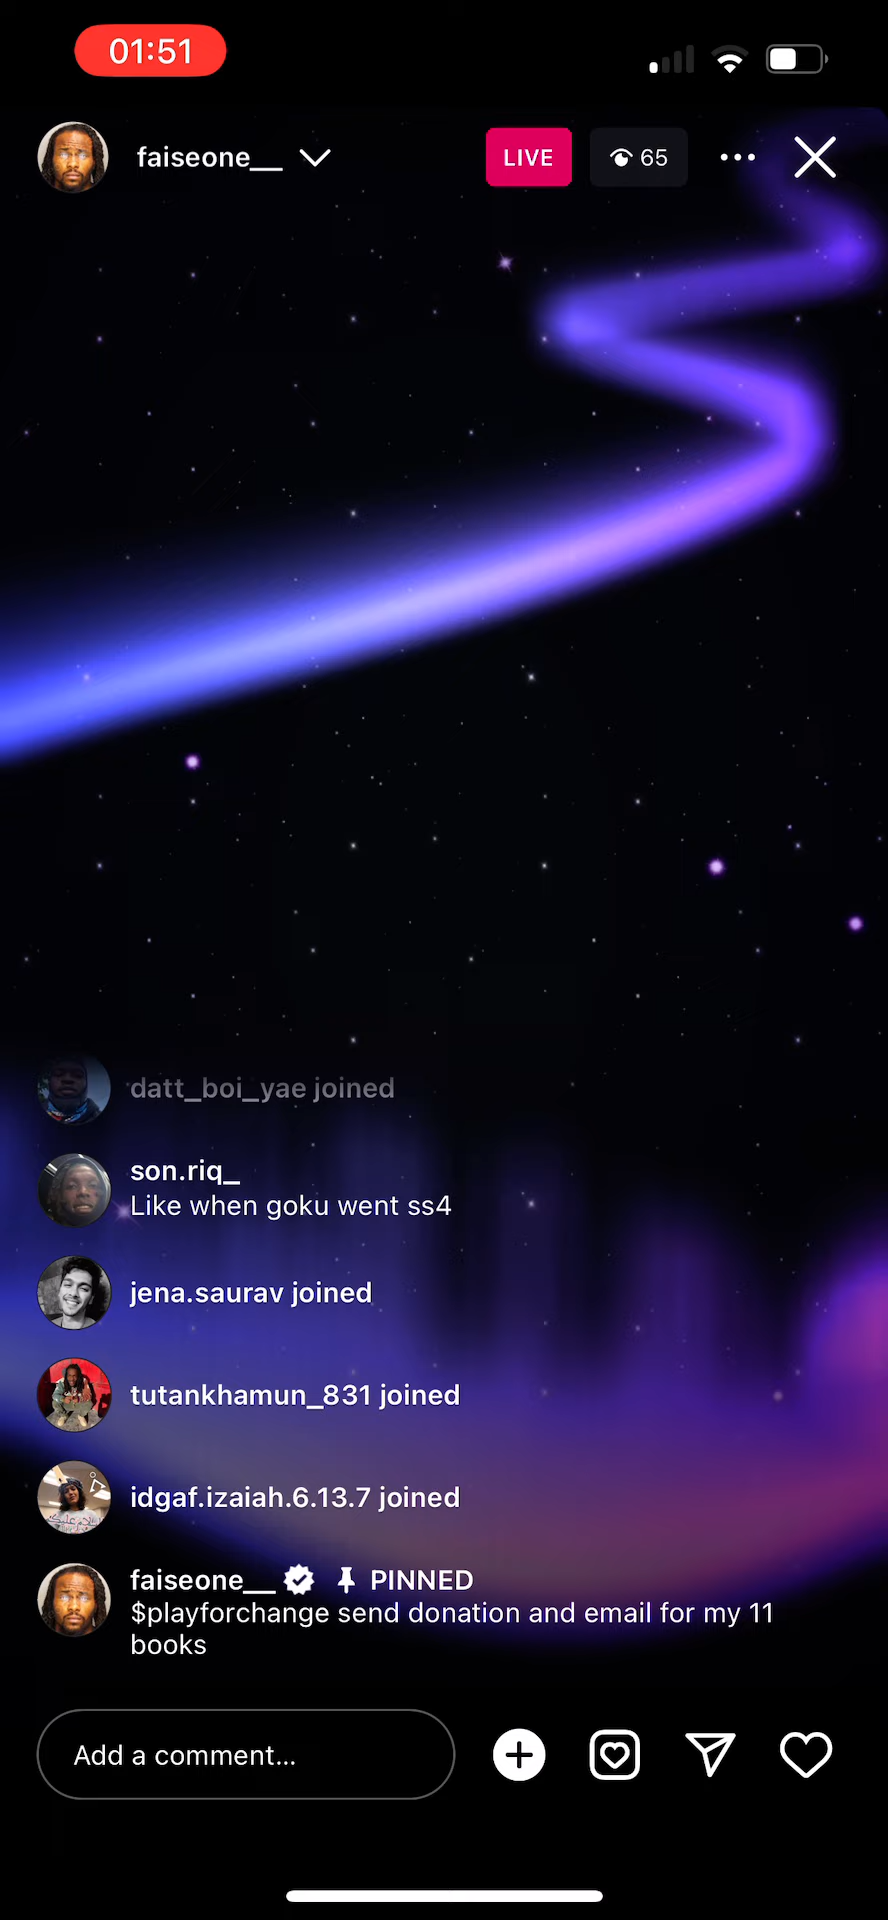 01:51
faiseone__
LIVE
65
datt_boi_yae joined
son.riq_
Like when goku went ss4
jena.saurav joined
tutankhamun_831 joined
idgaf.izaiah.6.13.7 joined
faiseone__ PINNED
$playforchange send donation and email for my 11
books
Add a comment...